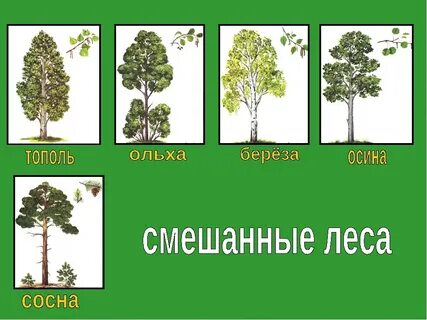 тополь
ольха
берёза
осина
смешанные леса
сосна